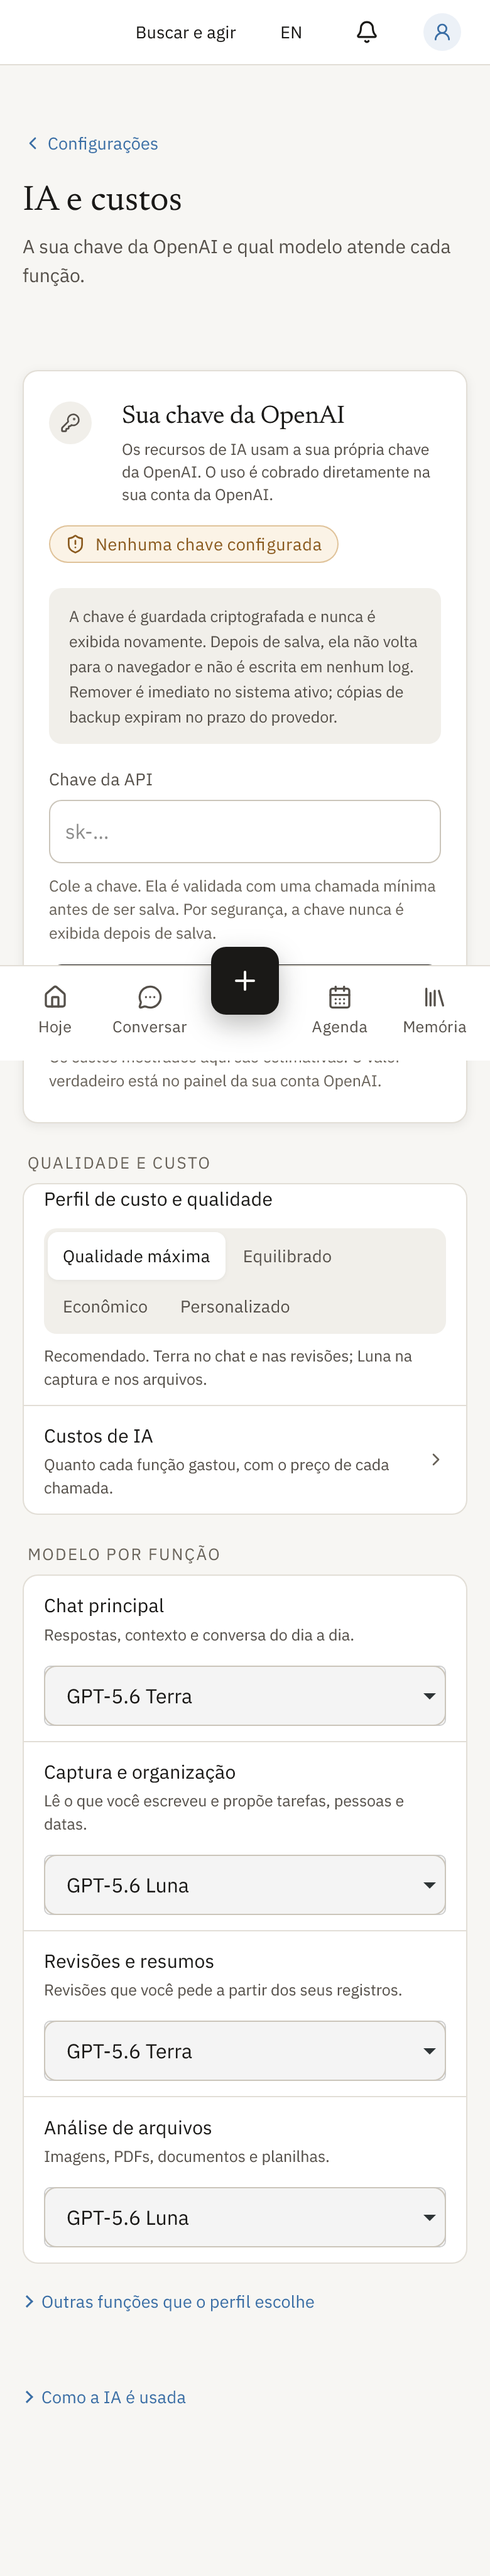 Buscar e agir
EN
Configurações
IA e custos
A sua chave da OpenAI e qual modelo atende cada
função.
Sua chave da OpenAI
Os recursos de IA usam a sua própria chave
da OpenAI. O uso é cobrado diretamente na
sua conta da OpenAI.
Nenhuma chave configurada
A chave é guardada criptografada e nunca é
exibida novamente. Depois de salva, ela não volta
para o navegador e não é escrita em nenhum log.
Remover é imediato no sistema ativo; cópias de
backup expiram no prazo do provedor.
Chave da API
sk-...
Cole a chave. Ela é validada com uma chamada mínima
antes de ser salva. Por segurança, a chave nunca é
exibida depois de salva.
Hoje
Conversar
Agenda
Memória
verdadeiro está no painel da sua conta OpenAI.
QUALIDADE E CUSTO
Perfil de custo e qualidade
Qualidade máxima
Equilibrado
Econômico
Personalizado
Recomendado. Terra no chat e nas revisões; Luna na
captura e nos arquivos.
Custos de IA
Quanto cada função gastou, com o preço de cada
chamada.
MODELO POR FUNÇÃO
Chat principal
Respostas, contexto e conversa do dia a dia.
GPT-5.6 Terra
Captura e organização
Lê o que você escreveu e propõe tarefas, pessoas e
datas.
GPT-5.6 Luna
Revisões e resumos
Revisões que você pede a partir dos seus registros.
GPT-5.6 Terra
Análise de arquivos
Imagens, PDFs, documentos e planilhas.
GPT-5.6 Luna
Outras funções que o perfil escolhe
Como a IA é usada